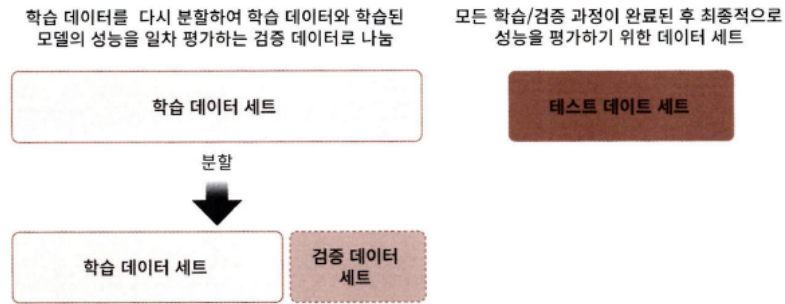 학습 데이터를 다시 분할하여 학습 데이터와 학습된
모델의 성능을 일차 평가하는 검증 데이터로 나눔
모든 학습/검증 과정이 완료된 후 최종적으로
성능을 평가하기 위한 데이터 세트
학습 데이터 세트
테스트 데이트 세트
분할
학습 데이터 세트
검증 데이터
세트